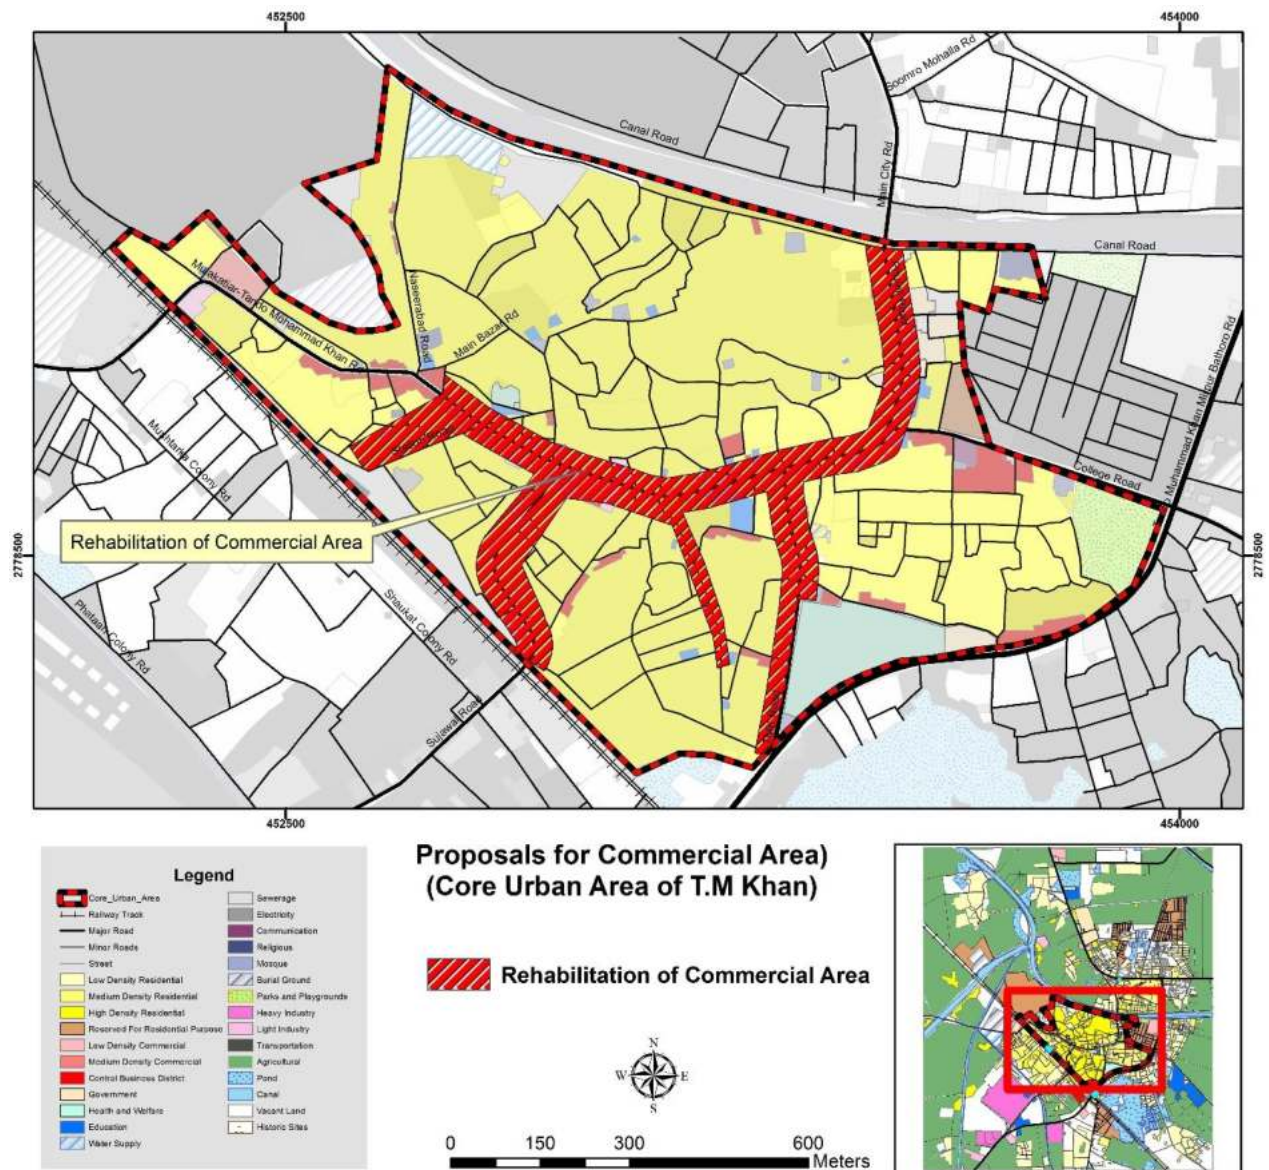 452500
454000
Soomro Mohalla Rd
Canal Road
Main City Rd
Canal Road
Mullakatiar-Tando Muhammad Khan R
Naseerabad Road
Main Bazar Rd
Mushtarka Colony Rd
College Road
o Muhammad Khan Mirpur Bathoro Rd
Rehabilitation of Commercial Area
2778500
2778500
Phataah Colony Rd
Shaukat Colony Rd
Sujawal Road
452500
454000
Proposals for Commercial Area)
(Core Urban Area of T.M Khan)
Rehabilitation of Commercial Area
Legend
Core_Urban_Area
Railway Track
Major Road
Minor Roads
Street
Low Density Residential
Medium Density Residential
High Density Residential
Reserved For Residential Purpose
Low Density Commercial
Medium Density Commercial
Central Business District
Government
Health and Welfare
Education
Water Supply
Sewerage
Electricity
Communication
Religious
Mosque
Burial Ground
Parks and Playgrounds
Heavy Industry
Light Industry
Transportation
Agricultural
Pond
Canal
Vacant Land
Historic Sites
N
W E
S
0 150 300 600
Meters